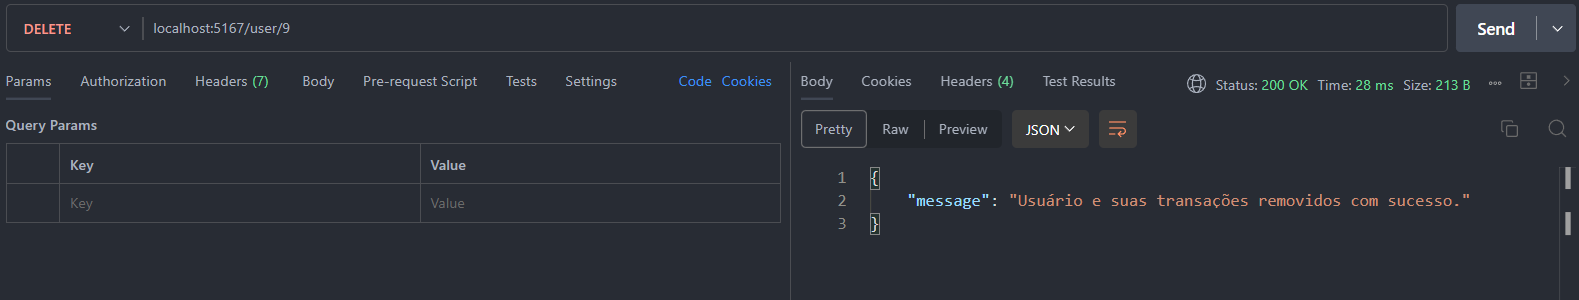 DELETE localhost:5167/user/9 Send
Params Authorization Headers (7) Body Pre-request Script Tests Settings Code Cookies
Query Params
Key Value
Key Value
Body Cookies Headers (4) Test Results Status: 200 OK Time: 28 ms Size: 213 B
Pretty Raw Preview JSON
1 {
2 "message": "Usuário e suas transações removidos com sucesso."
3 }